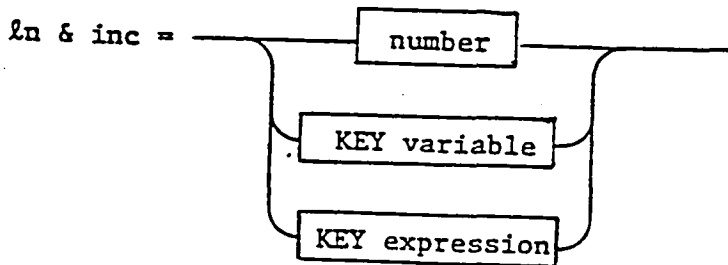 ℓn & inc = number
KEY variable
KEY expression